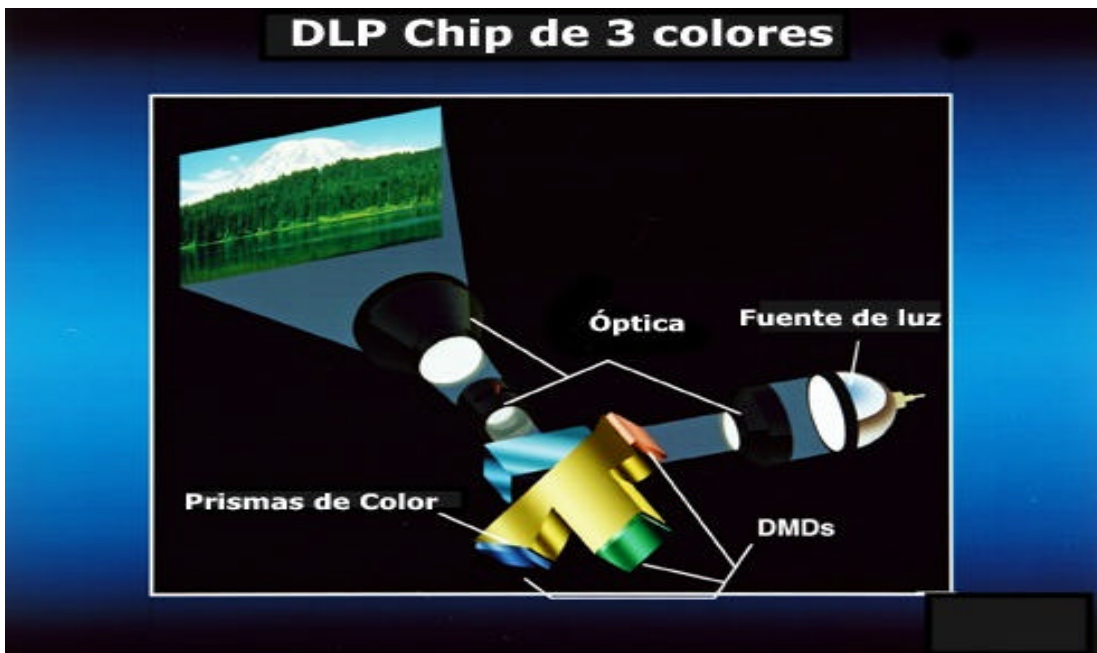 DLP Chip de 3 colores
Óptica
Fuente de luz
Prismas de Color
DMDs